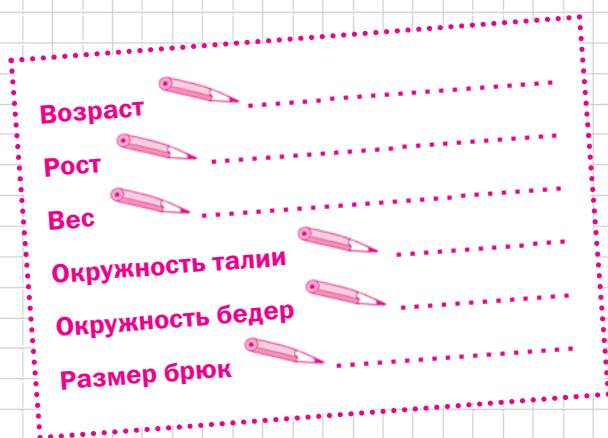 Возраст
Рост
Вес
Окружность талии
Окружность бедер
Размер брюк